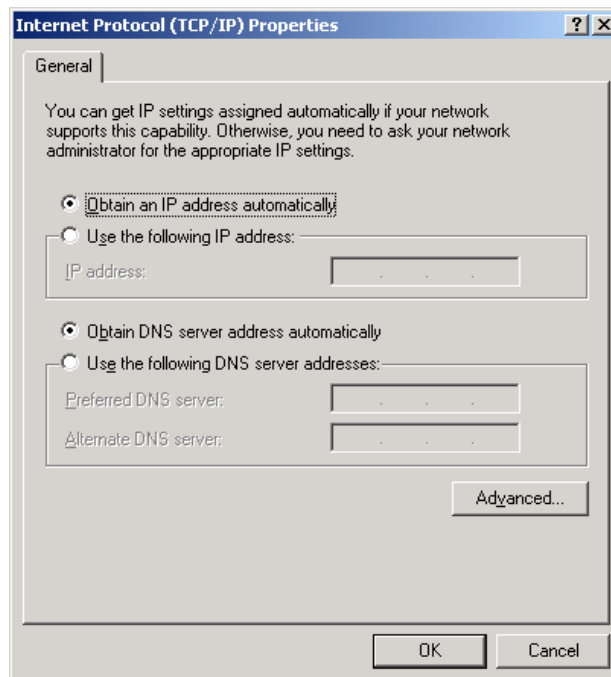 Internet Protocol (TCP/IP) Properties
General
You can get IP settings assigned automatically if your network
supports this capability. Otherwise, you need to ask your network
administrator for the appropriate IP settings.
Obtain an IP address automatically
Use the following IP address:
IP address:
Obtain DNS server address automatically
Use the following DNS server addresses:
Preferred DNS server:
Alternate DNS server:
Advanced...
OK Cancel